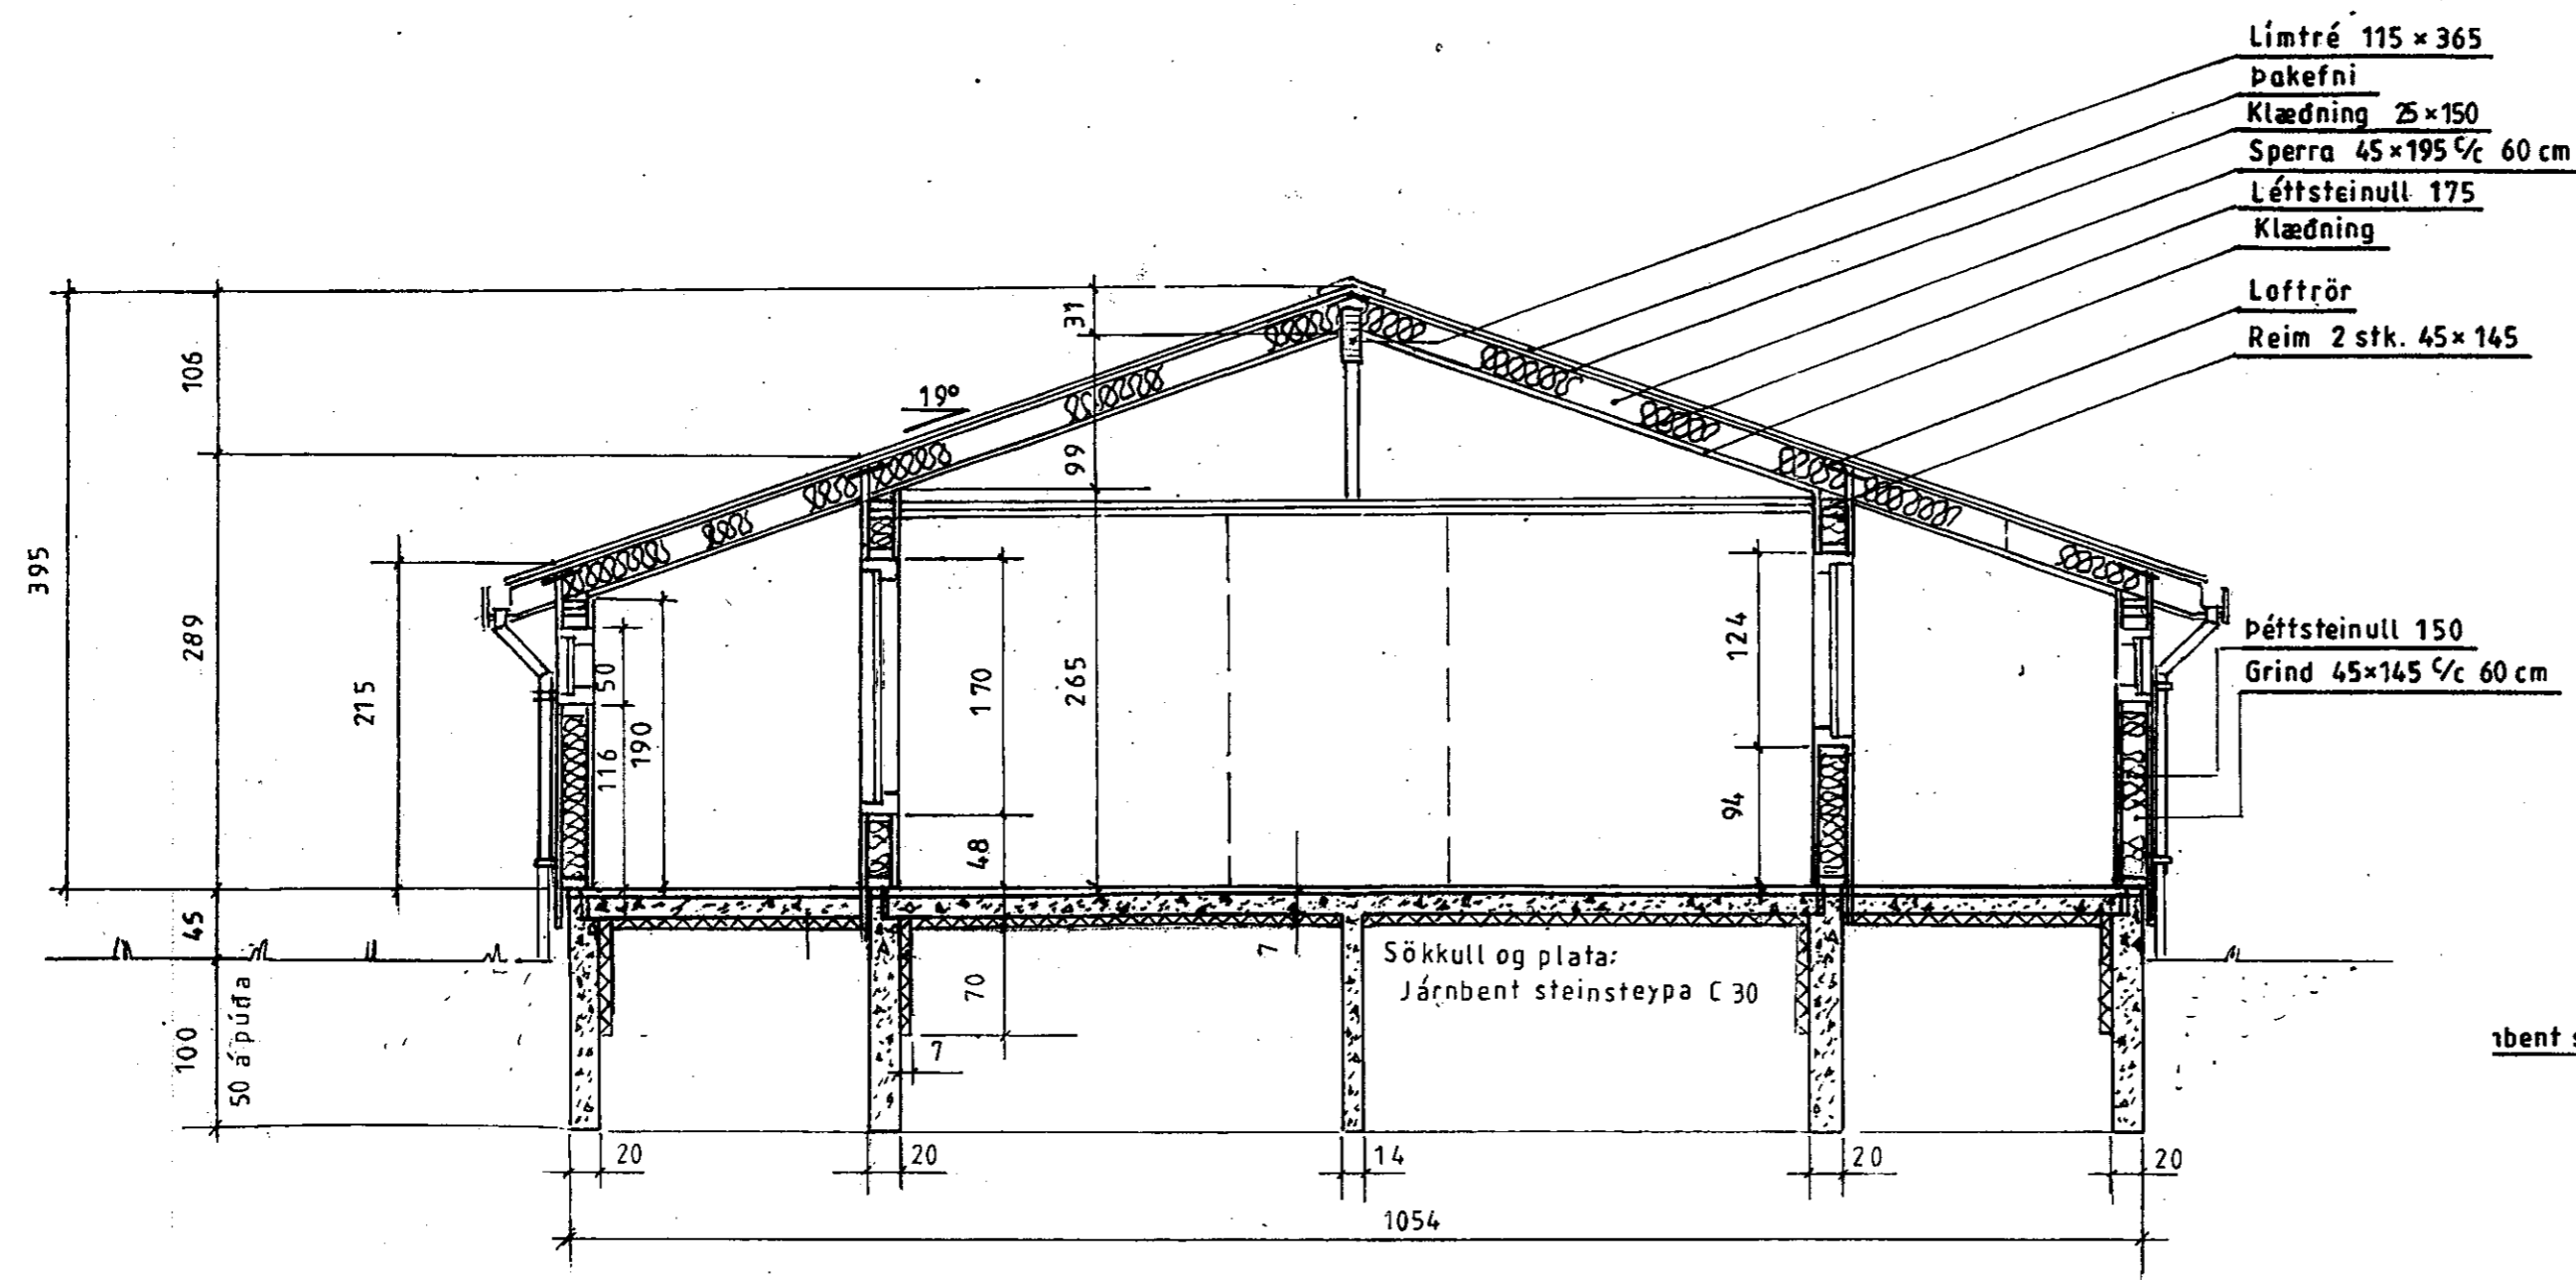 Límtré 115 × 365
Þakefni
Klæðning 25×150
Sperra 45×195 c/c 60 cm
Léttsteinull 175
Klæðning
Loftrör
Reim 2 stk. 45×145
31
106
19°
99
395
289
215
50
190
116
170
265
124
94
48
Þéttsteinull 150
Grind 45×145 c/c 60 cm
45
7
70
Sökkull og plata:
Járnbent steinsteypa C 30
100
50 á púða
7
nbent s
20
20
14
20
20
1054